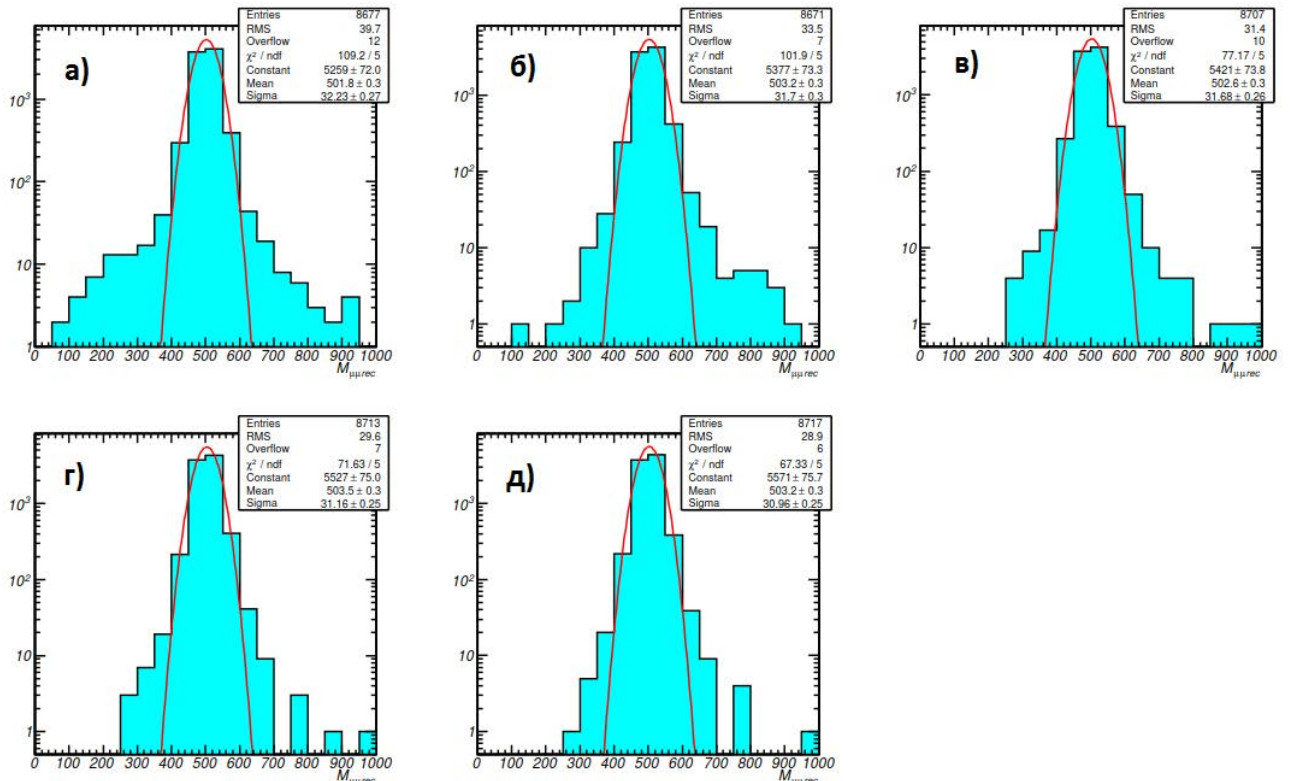 а)
Entries 8677
RMS 39.7
Overflow 12
χ² / ndf 109.2 / 5
Constant 5259 ± 72.0
Mean 501.8 ± 0.3
Sigma 32.23 ± 0.27
10³
10²
10
1
0 100 200 300 400 500 600 700 800 900 1000
M_μμrec
б)
Entries 8671
RMS 33.5
Overflow 7
χ² / ndf 101.9 / 5
Constant 5377 ± 73.3
Mean 503.2 ± 0.3
Sigma 31.7 ± 0.3
10³
10²
10
1
0 100 200 300 400 500 600 700 800 900 1000
M_μμrec
в)
Entries 8707
RMS 31.4
Overflow 10
χ² / ndf 77.17 / 5
Constant 5421 ± 73.8
Mean 502.6 ± 0.3
Sigma 31.68 ± 0.26
10³
10²
10
1
0 100 200 300 400 500 600 700 800 900 1000
M_μμrec
г)
Entries 8713
RMS 29.6
Overflow 7
χ² / ndf 71.63 / 5
Constant 5527 ± 75.0
Mean 503.5 ± 0.3
Sigma 31.16 ± 0.25
10³
10²
10
1
0 100 200 300 400 500 600 700 800 900 1000
M_μμrec
д)
Entries 8717
RMS 28.9
Overflow 6
χ² / ndf 67.33 / 5
Constant 5571 ± 75.7
Mean 503.2 ± 0.3
Sigma 30.96 ± 0.25
10³
10²
10
1
0 100 200 300 400 500 600 700 800 900 1000
M_μμrec